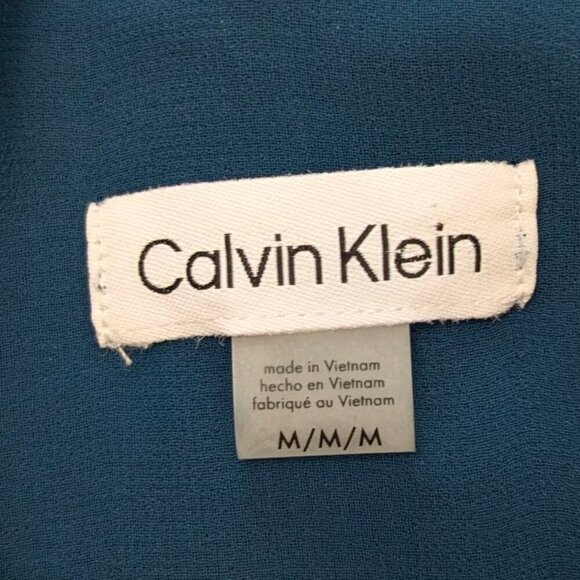 Calvin Klein
made in Vietnam
hecho en Vietnam
fabriqué au Vietnam
M/M/M